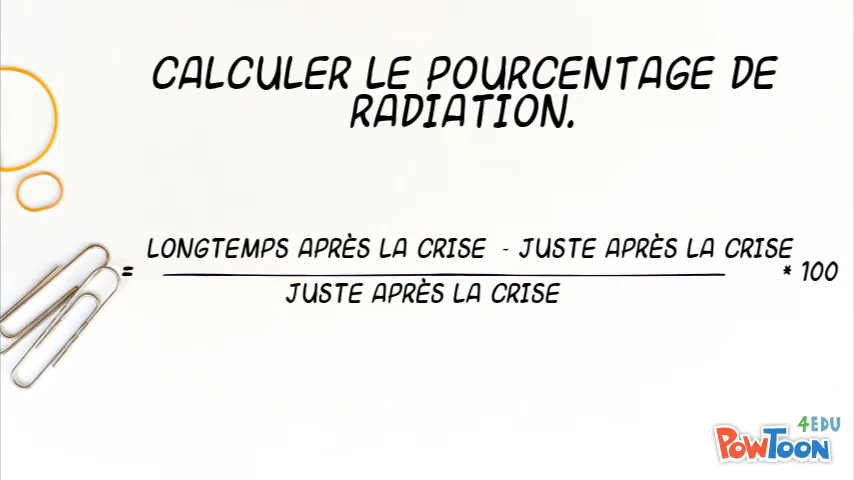 CALCULER LE POURCENTAGE DE
RADIATION.
= LONGTEMPS APRÈS LA CRISE - JUSTE APRÈS LA CRISE
* 100
JUSTE APRÈS LA CRISE
4EDU
POWTOON